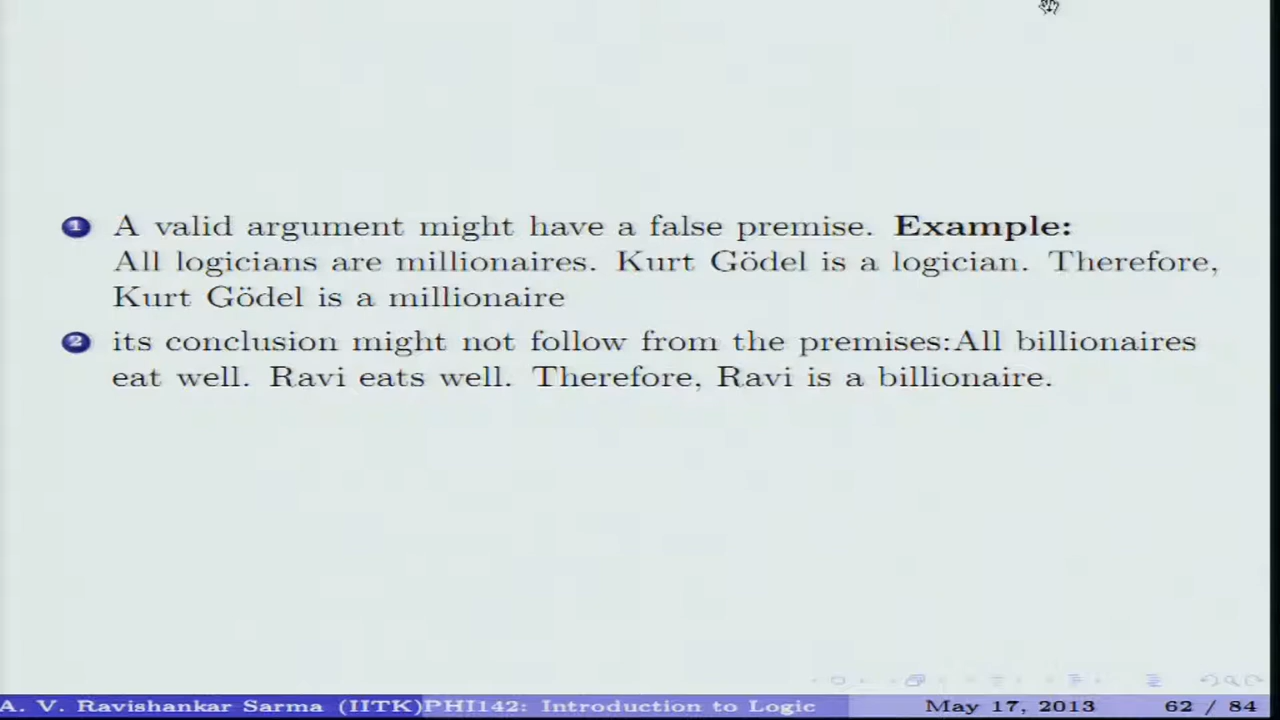 1 A valid argument might have a false premise. Example:
All logicians are millionaires. Kurt Gödel is a logician. Therefore,
Kurt Gödel is a millionaire
2 its conclusion might not follow from the premises:All billionaires
eat well. Ravi eats well. Therefore, Ravi is a billionaire.
A. V. Ravishankar Sarma (IITK) PHI142: Introduction to Logic May 17, 2013 62 / 84